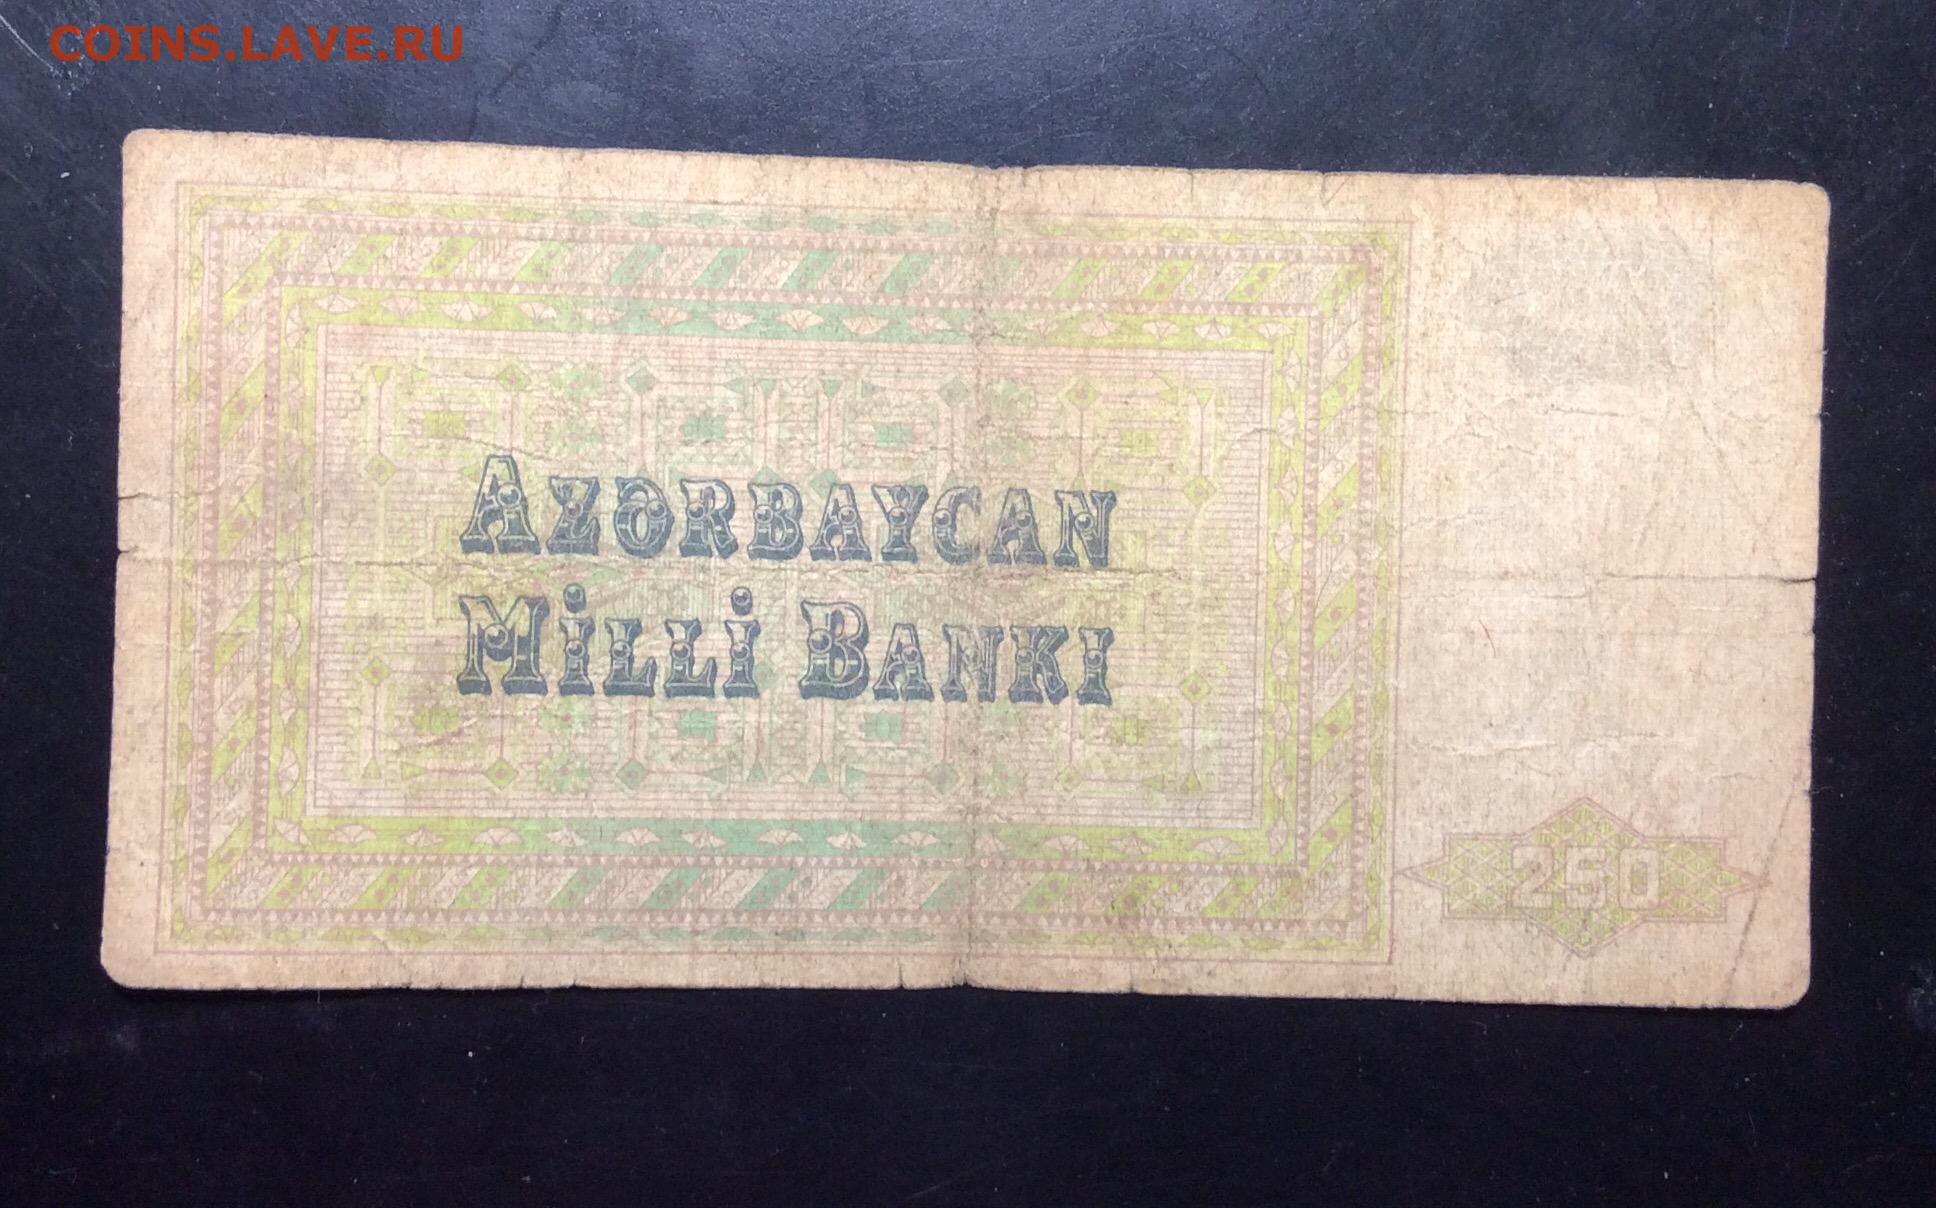 COINS.LAVE.RU
AZƏRBAYCAN
MİLLİ BANKI
250